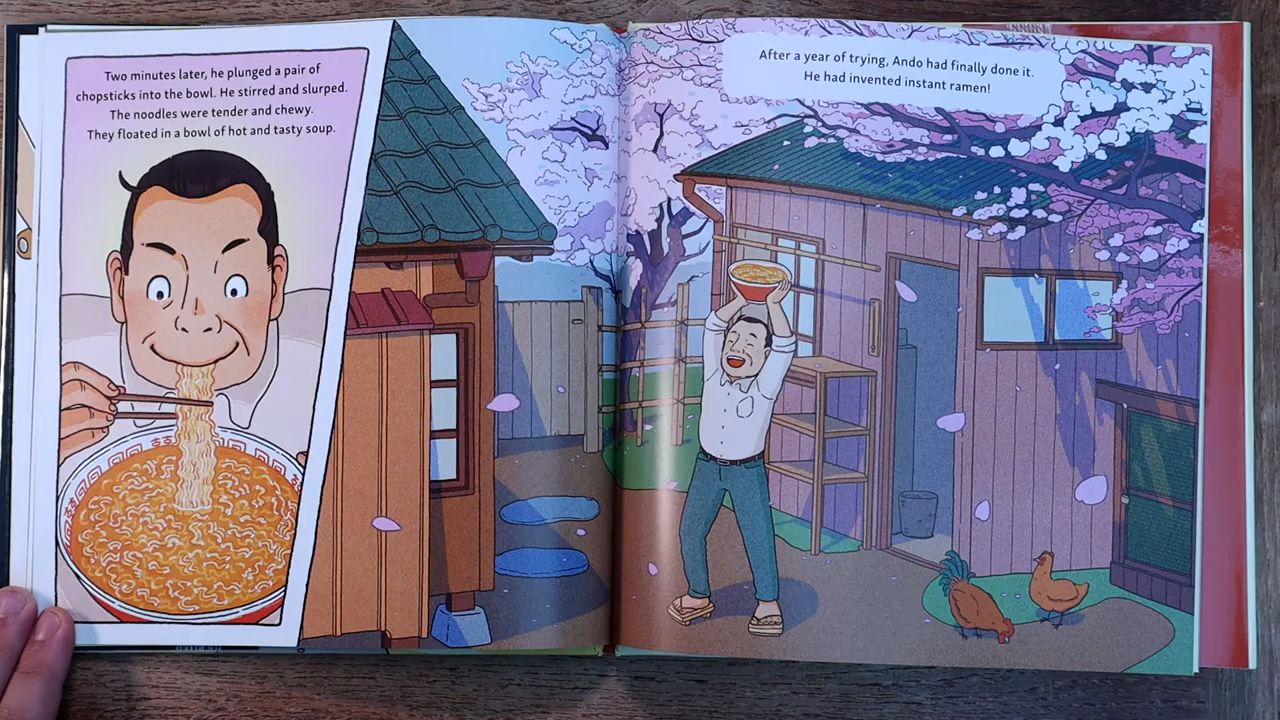 Two minutes later, he plunged a pair of
chopsticks into the bowl. He stirred and slurped.
The noodles were tender and chewy.
They floated in a bowl of hot and tasty soup.
After a year of trying, Ando had finally done it.
He had invented instant ramen!